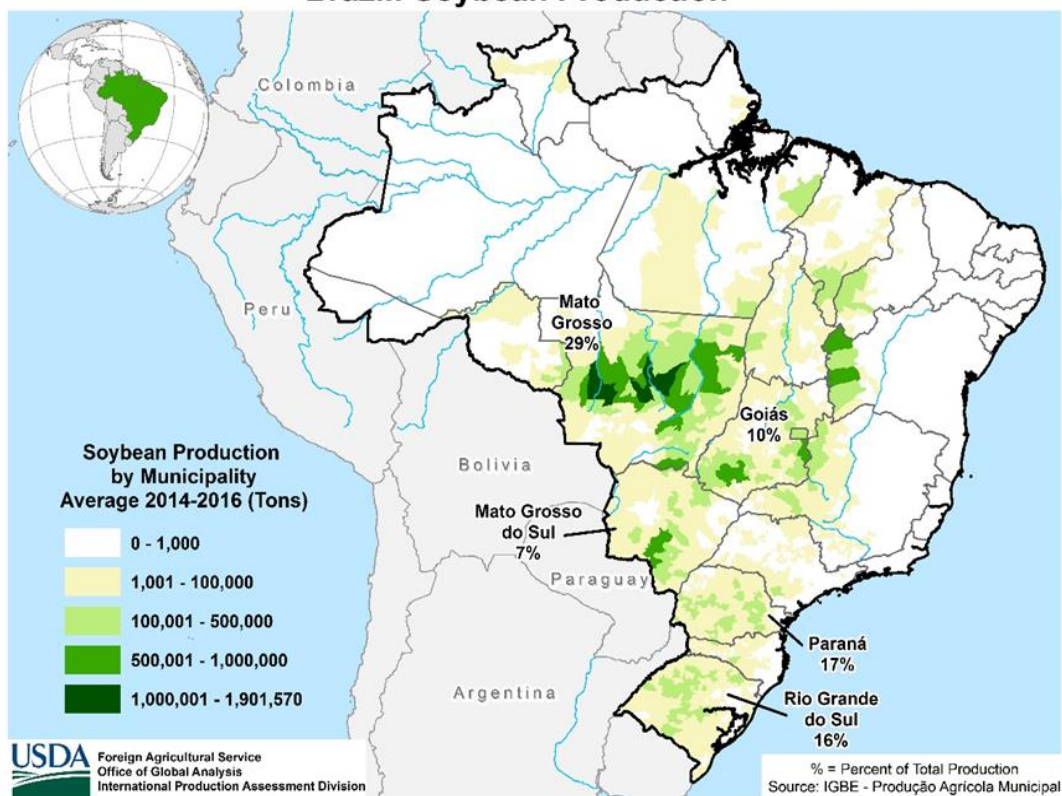 Colombia
Peru
Mato
Grosso
29%
Goiás
10%
Bolivia
Mato Grosso
do Sul
7%
Paraguay
Paraná
17%
Argentina
Rio Grande
do Sul
16%
Soybean Production
by Municipality
Average 2014-2016 (Tons)
0 - 1,000
1,001 - 100,000
100,001 - 500,000
500,001 - 1,000,000
1,000,001 - 1,901,570
USDA
Foreign Agricultural Service
Office of Global Analysis
International Production Assessment Division
% = Percent of Total Production
Source: IGBE - Produção Agrícola Municipal